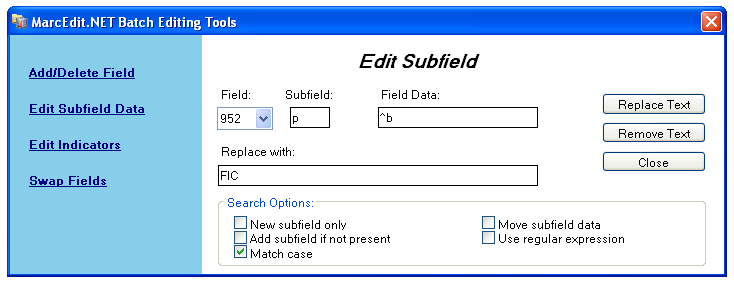 MarcEdit.NET Batch Editing Tools
Add/Delete Field
Edit Subfield Data
Edit Indicators
Swap Fields
Edit Subfield
Field: Subfield: Field Data:
952 p ^b
Replace with:
FIC
Replace Text
Remove Text
Close
Search Options:
New subfield only
Add subfield if not present
Match case
Move subfield data
Use regular expression